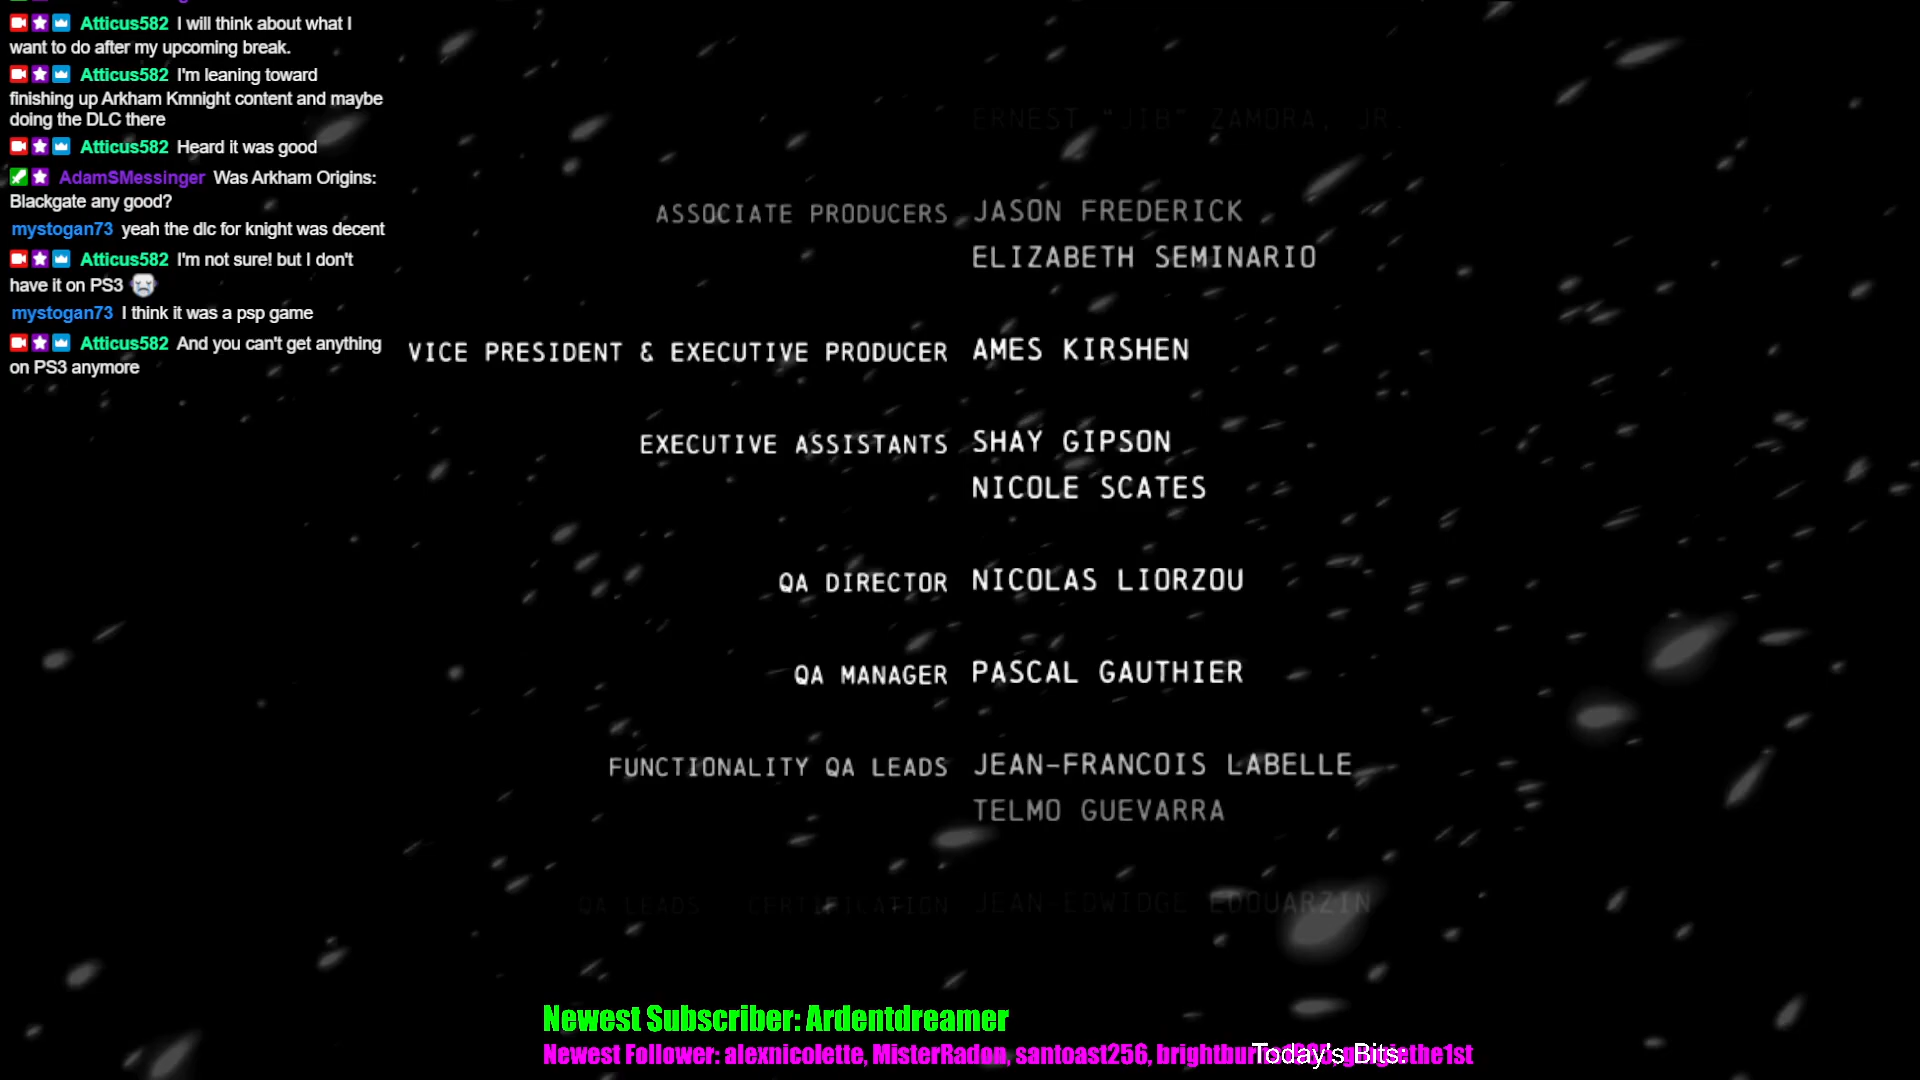 Atticus582 I will think about what I
want to do after my upcoming break.
Atticus582 I'm leaning toward
finishing up Arkham Kmnight content and maybe
doing the DLC there
Atticus582 Heard it was good
AdamSMessinger Was Arkham Origins:
Blackgate any good?
mystogan73 yeah the dlc for knight was decent
Atticus582 I'm not sure! but I don't
have it on PS3
mystogan73 I think it was a psp game
Atticus582 And you can't get anything
on PS3 anymore
ERNEST "JIB" ZAMORA, JR.
ASSOCIATE PRODUCERS JASON FREDERICK
ELIZABETH SEMINARIO
VICE PRESIDENT & EXECUTIVE PRODUCER AMES KIRSHEN
EXECUTIVE ASSISTANTS SHAY GIPSON
NICOLE SCATES
QA DIRECTOR NICOLAS LIORZOU
QA MANAGER PASCAL GAUTHIER
FUNCTIONALITY QA LEADS JEAN-FRANCOIS LABELLE
TELMO GUEVARRA
QA LEADS CERTIFICATION JEAN-EDWIDGE EDOUARZIN
Newest Subscriber: Ardentdreamer
Newest Follower: alexnicolette, MisterRadon, santoast256,
Today's Bits: